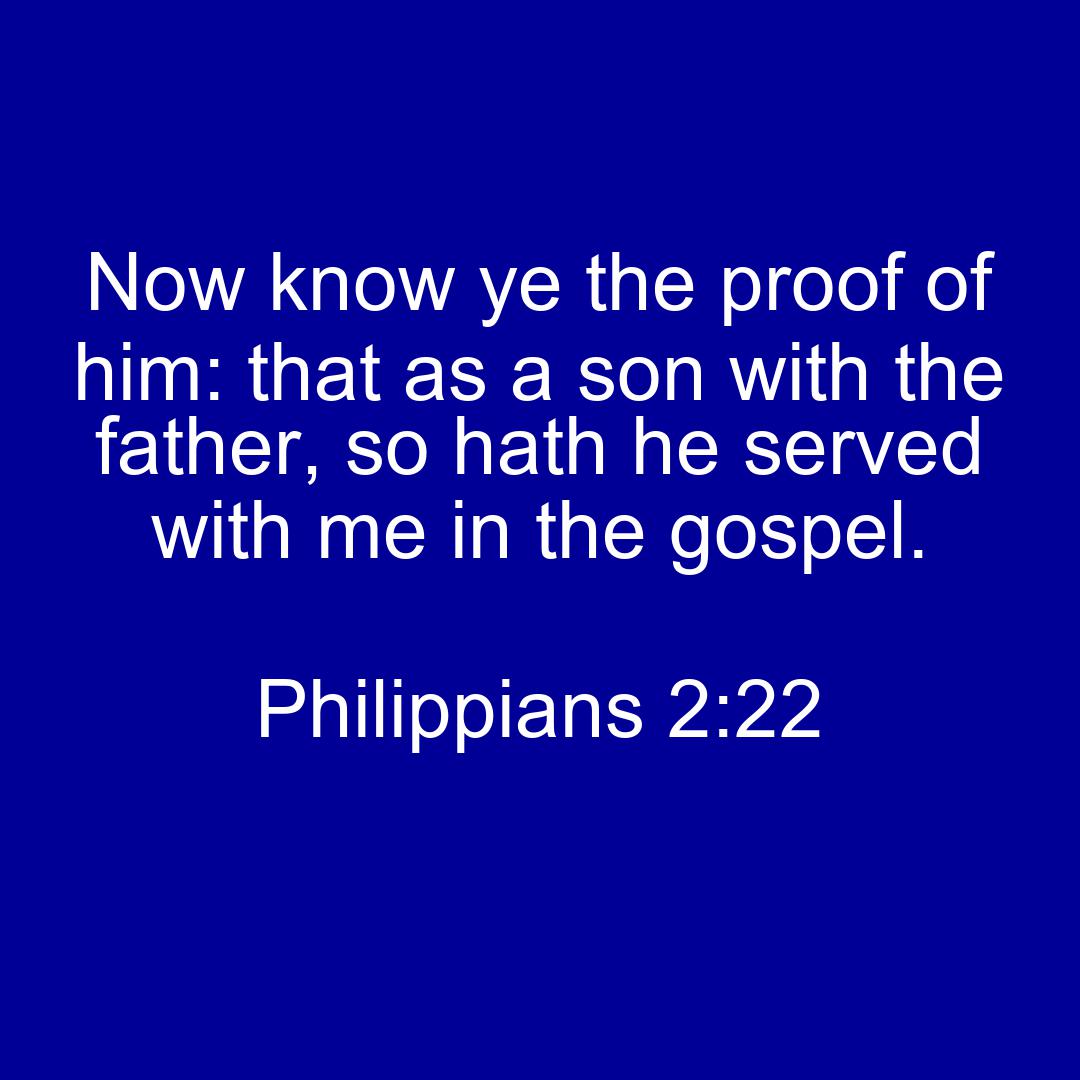 Now know ye the proof of
him: that as a son with the
father, so hath he served
with me in the gospel.
Philippians 2:22